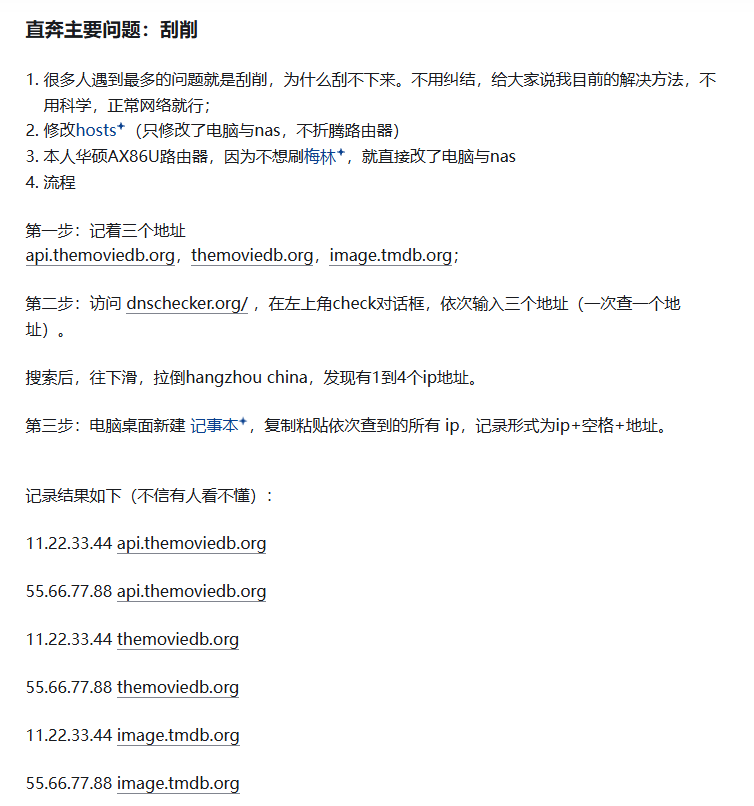 直奔主要问题：刮削
1. 很多人遇到最多的问题就是刮削，为什么刮不下来。不用纠结，给大家说我目前的解决方法，不
用科学，正常网络就行；
2. 修改hosts（只修改了电脑与nas，不折腾路由器）
3. 本人华硕AX86U路由器，因为不想刷梅林，就直接改了电脑与nas
4. 流程
第一步：记着三个地址
api.themoviedb.org，themoviedb.org，image.tmdb.org；
第二步：访问 dnschecker.org/ ，在左上角check对话框，依次输入三个地址（一次查一个地
址）。
搜索后，往下滑，拉倒hangzhou china，发现有1到4个ip地址。
第三步：电脑桌面新建 记事本，复制粘贴依次查到的所有 ip，记录形式为ip+空格+地址。
记录结果如下（不信有人看不懂）：
11.22.33.44 api.themoviedb.org
55.66.77.88 api.themoviedb.org
11.22.33.44 themoviedb.org
55.66.77.88 themoviedb.org
11.22.33.44 image.tmdb.org
55.66.77.88 image.tmdb.org